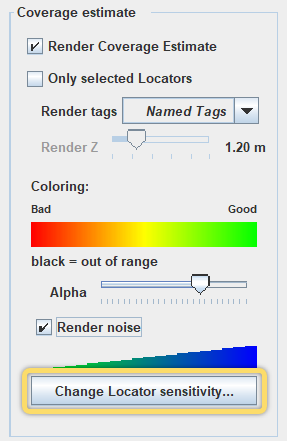 Coverage estimate
Render Coverage Estimate
Only selected Locators
Render tags Named Tags
Render Z 1.20 m
Coloring:
Bad Good
black = out of range
Alpha
Render noise
Change Locator sensitivity...